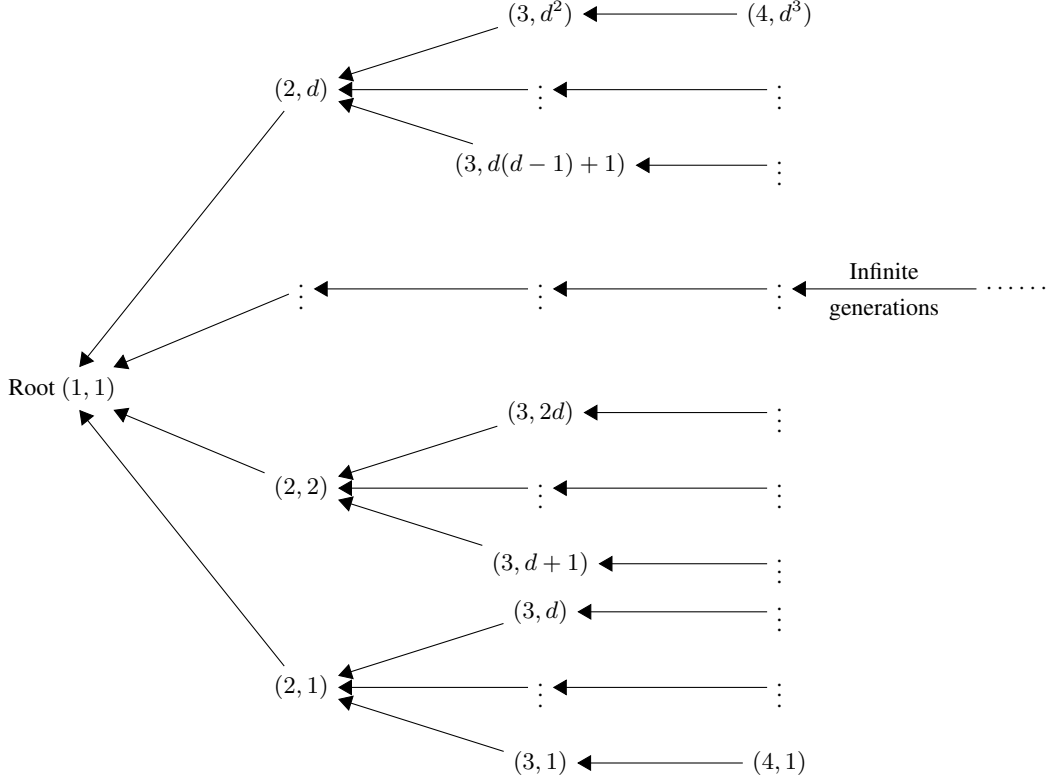 (3, d²) (4, d³)
(2, d) ⋮ ⋮
(3, d(d − 1) + 1) ⋮
Infinite
⋮ ⋮ ⋮ ······
generations
Root (1, 1)
(3, 2d) ⋮
(2, 2) ⋮ ⋮
(3, d + 1) ⋮
(3, d) ⋮
(2, 1) ⋮ ⋮
(3, 1) (4, 1)